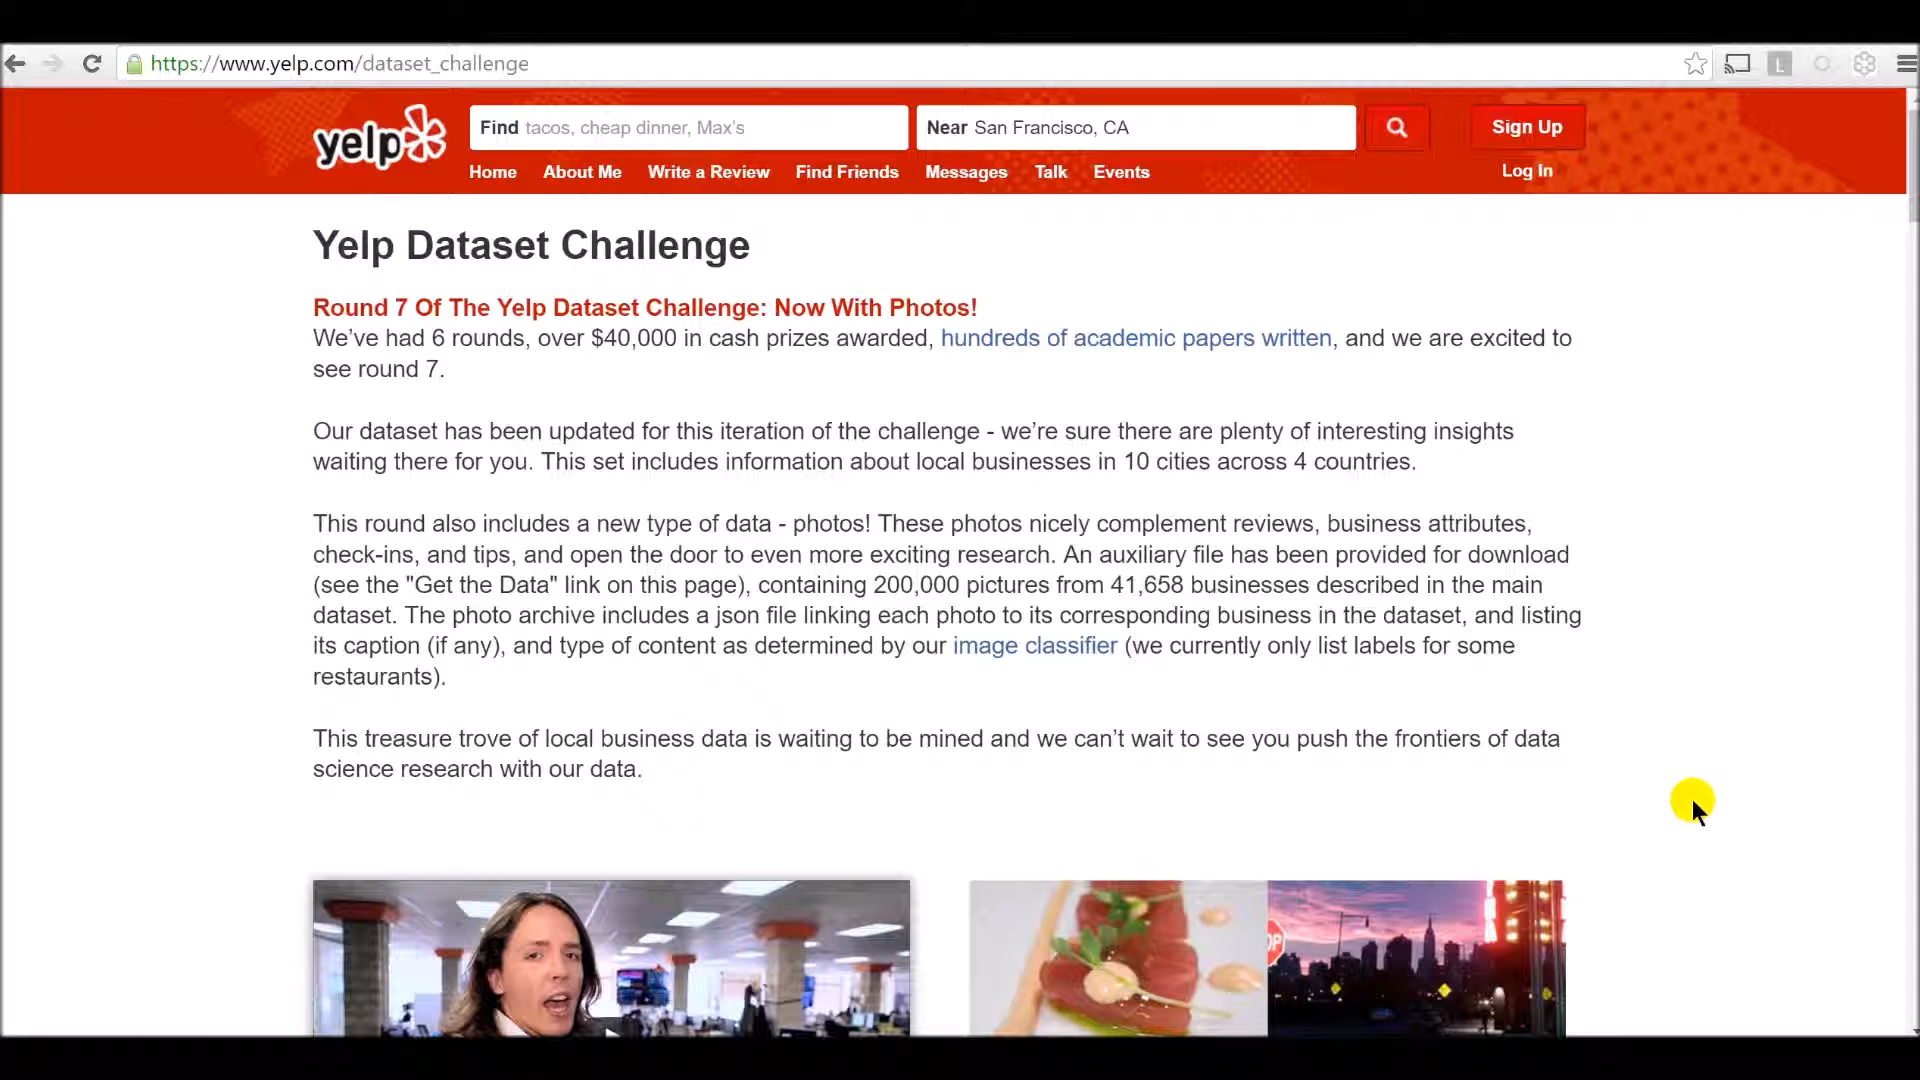 https://www.yelp.com/dataset_challenge
L
yelp
Find tacos, cheap dinner, Max's
Near San Francisco, CA
Sign Up
Home About Me Write a Review Find Friends Messages Talk Events
Log In
Yelp Dataset Challenge
Round 7 Of The Yelp Dataset Challenge: Now With Photos!
We’ve had 6 rounds, over $40,000 in cash prizes awarded, hundreds of academic papers written, and we are excited to
see round 7.
Our dataset has been updated for this iteration of the challenge - we’re sure there are plenty of interesting insights
waiting there for you. This set includes information about local businesses in 10 cities across 4 countries.
This round also includes a new type of data - photos! These photos nicely complement reviews, business attributes,
check-ins, and tips, and open the door to even more exciting research. An auxiliary file has been provided for download
(see the "Get the Data" link on this page), containing 200,000 pictures from 41,658 businesses described in the main
dataset. The photo archive includes a json file linking each photo to its corresponding business in the dataset, and listing
its caption (if any), and type of content as determined by our image classifier (we currently only list labels for some
restaurants).
This treasure trove of local business data is waiting to be mined and we can’t wait to see you push the frontiers of data
science research with our data.
OP